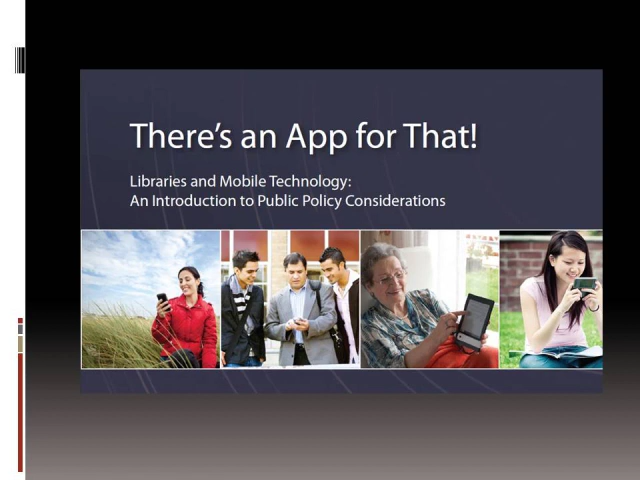 There's an App for That!
Libraries and Mobile Technology:
An Introduction to Public Policy Considerations